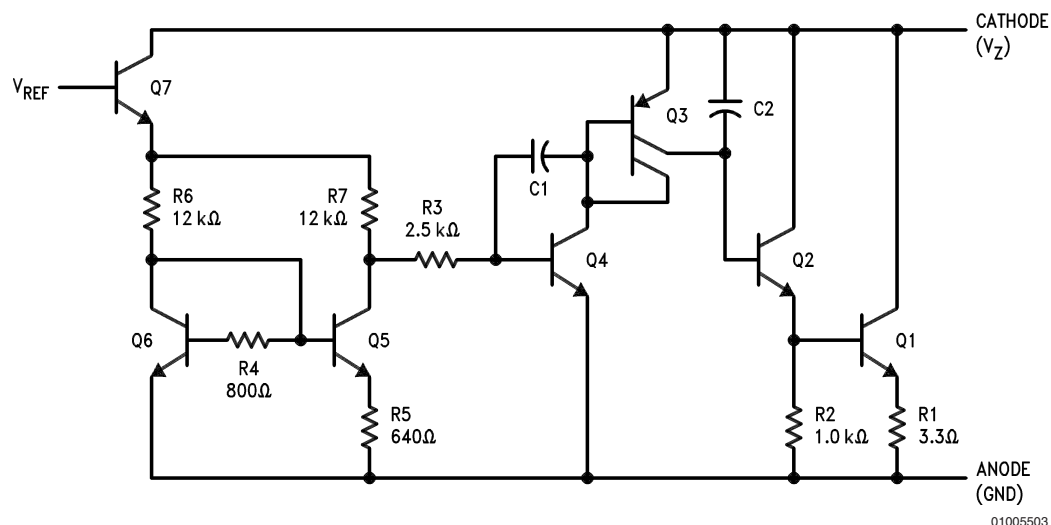 CATHODE
(VZ)
VREF
Q7
Q3
C2
C1
R6
12 kΩ
R7
12 kΩ
R3
2.5 kΩ
Q4
Q2
Q6
R4
800Ω
Q5
Q1
R5
640Ω
R2
1.0 kΩ
R1
3.3Ω
ANODE
(GND)
01005503